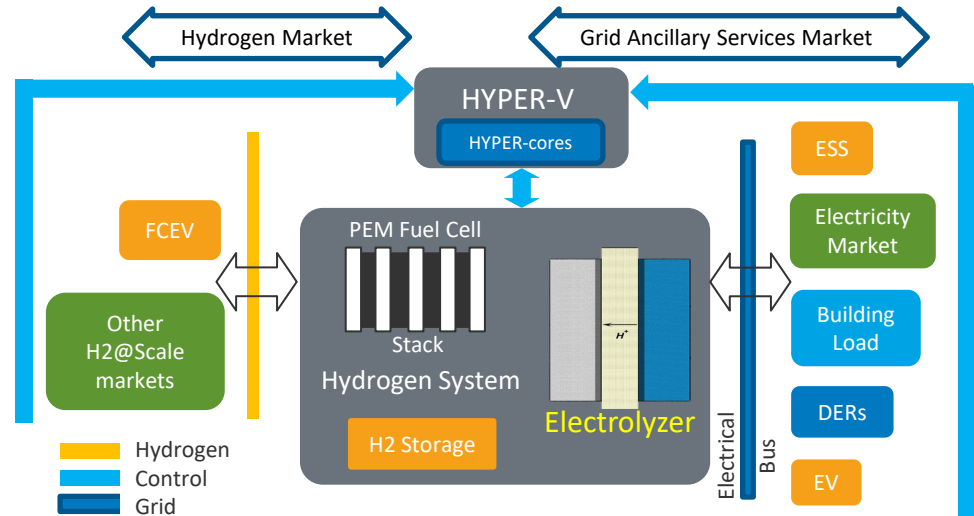 Hydrogen Market
Grid Ancillary Services Market
HYPER-V
HYPER-cores
FCEV
Other
H2@Scale
markets
PEM Fuel Cell
Stack
Hydrogen System
H⁺
Electrolyzer
H2 Storage
Electrical
Bus
ESS
Electricity
Market
Building
Load
DERs
EV
Hydrogen
Control
Grid